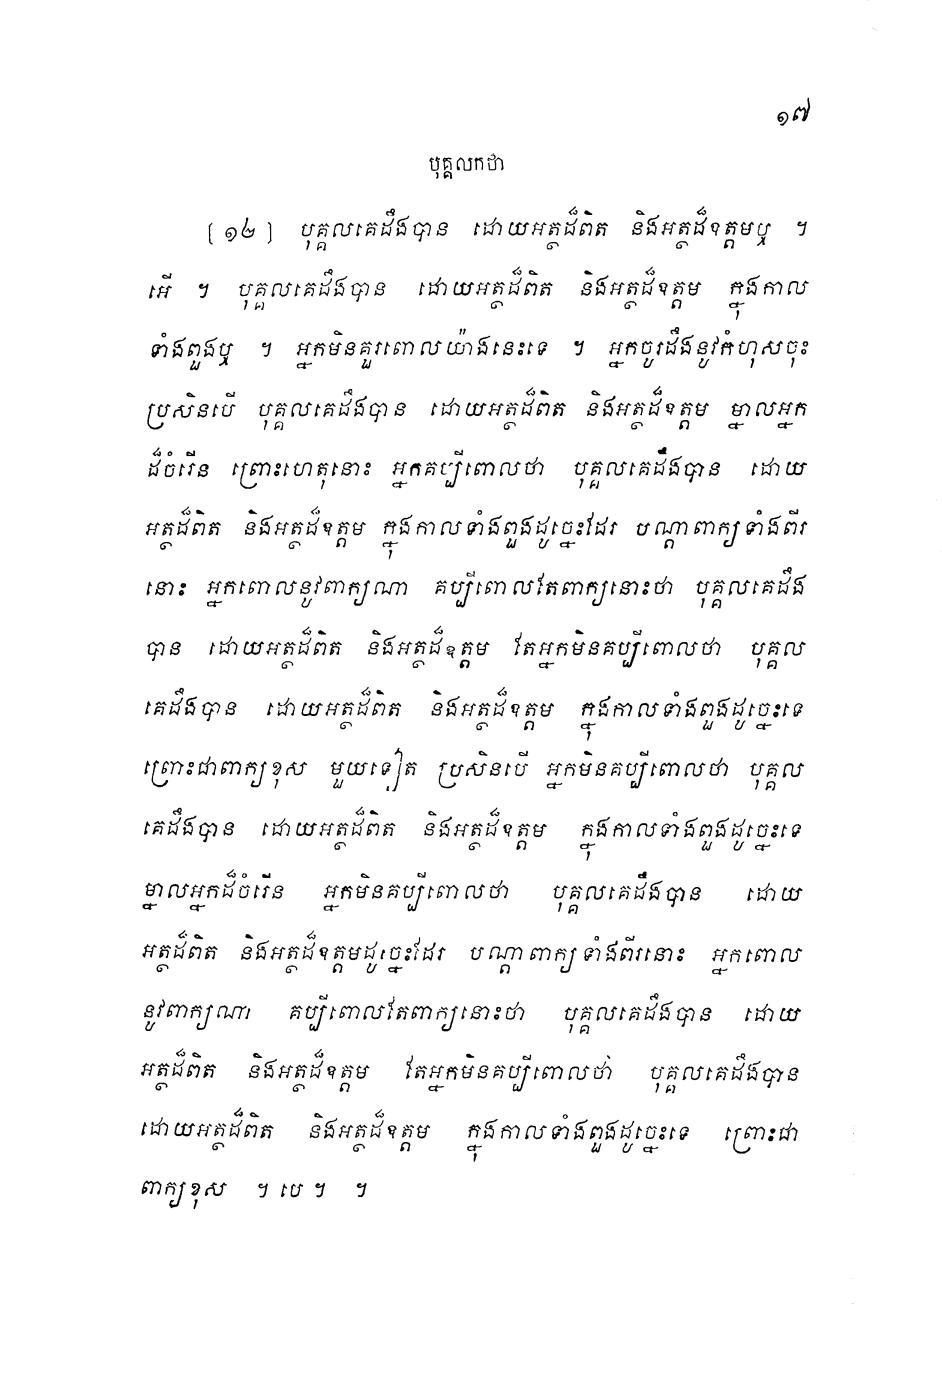 ១៧
បុគ្គលកថា
[ ១២ ] បុគ្គលគេដឹងបាន ដោយអត្ថដ៏ពិត និងអត្ថដ៏ឧត្តមឬ ។
អើ ។ បុគ្គលគេដឹងបាន ដោយអត្ថដ៏ពិត និងអត្ថដ៏ឧត្តម ក្នុងកាល
ទាំងពួងឬ ។ អ្នកមិនគួរពោលយ៉ាងនេះទេ ។ អ្នកចូរដឹងនូវកំហុសចុះ
ប្រសិនបើ បុគ្គលគេដឹងបាន ដោយអត្ថដ៏ពិត និងអត្ថដ៏ឧត្តម ម្នាលអ្នក
ដ៏ចំរើន ព្រោះហេតុនោះ អ្នកគប្បីពោលថា បុគ្គលគេដឹងបាន ដោយ
អត្ថដ៏ពិត និងអត្ថដ៏ឧត្តម ក្នុងកាលទាំងពួងដូច្នេះដែរ បណ្តាពាក្យទាំងពីរ
នោះ អ្នកពោលនូវពាក្យណា គប្បីពោលតែពាក្យនោះថា បុគ្គលគេដឹង
បាន ដោយអត្ថដ៏ពិត និងអត្ថដ៏ឧត្តម តែអ្នកមិនគប្បីពោលថា បុគ្គល
គេដឹងបាន ដោយអត្ថដ៏ពិត និងអត្ថដ៏ឧត្តម ក្នុងកាលទាំងពួងដូច្នេះទេ
ព្រោះជាពាក្យខុស មួយទៀត ប្រសិនបើ អ្នកមិនគប្បីពោលថា បុគ្គល
គេដឹងបាន ដោយអត្ថដ៏ពិត និងអត្ថដ៏ឧត្តម ក្នុងកាលទាំងពួងដូច្នេះទេ
ម្នាលអ្នកដ៏ចំរើន អ្នកមិនគប្បីពោលថា បុគ្គលគេដឹងបាន ដោយ
អត្ថដ៏ពិត និងអត្ថដ៏ឧត្តមដូច្នេះដែរ បណ្តាពាក្យទាំងពីរនោះ អ្នកពោល
នូវពាក្យណា គប្បីពោលតែពាក្យនោះថា បុគ្គលគេដឹងបាន ដោយ
អត្ថដ៏ពិត និងអត្ថដ៏ឧត្តម តែអ្នកមិនគប្បីពោលថា បុគ្គលគេដឹងបាន
ដោយអត្ថដ៏ពិត និងអត្ថដ៏ឧត្តម ក្នុងកាលទាំងពួងដូច្នេះទេ ព្រោះជា
ពាក្យខុស ។ បេ ។ ។